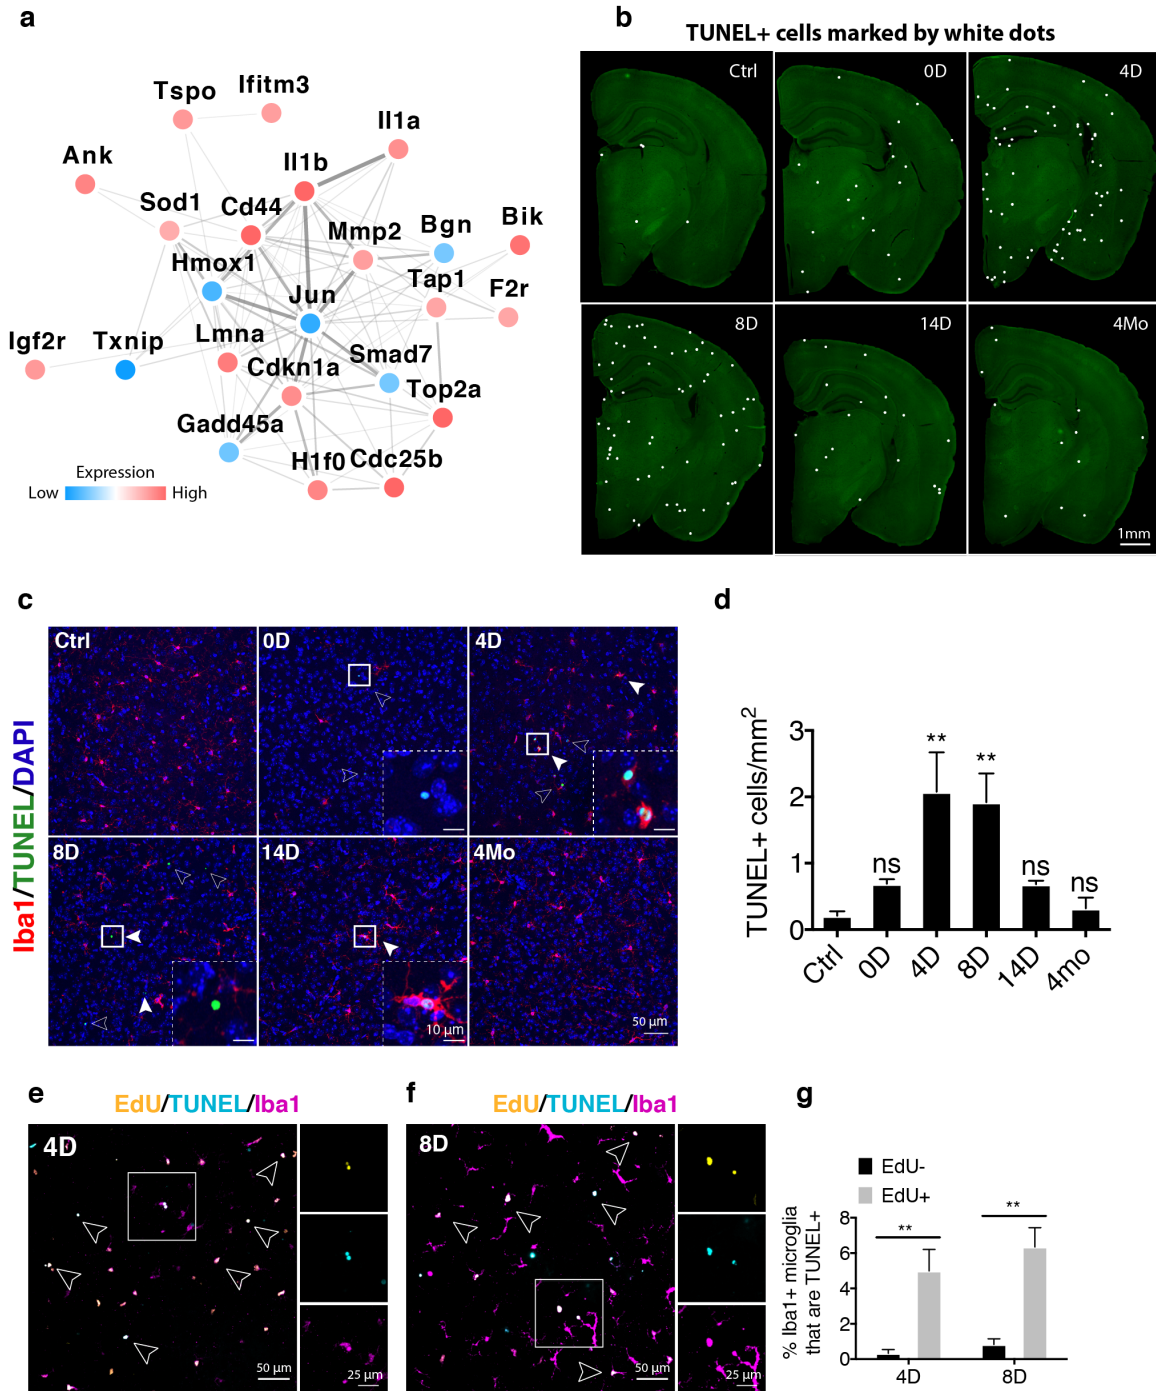 a
Tspo
Ifitm3
Il1a
Ank
Il1b
Sod1
Cd44
Mmp2
Bgn
Bik
Hmox1
Tap1
F2r
Jun
Igf2r
Txnip
Lmna
Smad7
Cdkn1a
Top2a
Gadd45a
H1f0
Cdc25b
Expression
Low
High
b
TUNEL+ cells marked by white dots
Ctrl
0D
4D
8D
14D
4Mo
1mm
c
Iba1/TUNEL/DAPI
Ctrl
0D
4D
8D
14D
4Mo
10 µm
50 µm
d
TUNEL+ cells/mm2
3
2
1
0
ns
**
**
ns
ns
Ctrl
0D
4D
8D
14D
4mo
e
EdU/TUNEL/Iba1
4D
50 µm
25 µm
f
EdU/TUNEL/Iba1
8D
50 µm
25 µm
g
EdU-
EdU+
% Iba1+ microglia
that are TUNEL+
8
6
4
2
0
**
**
4D
8D